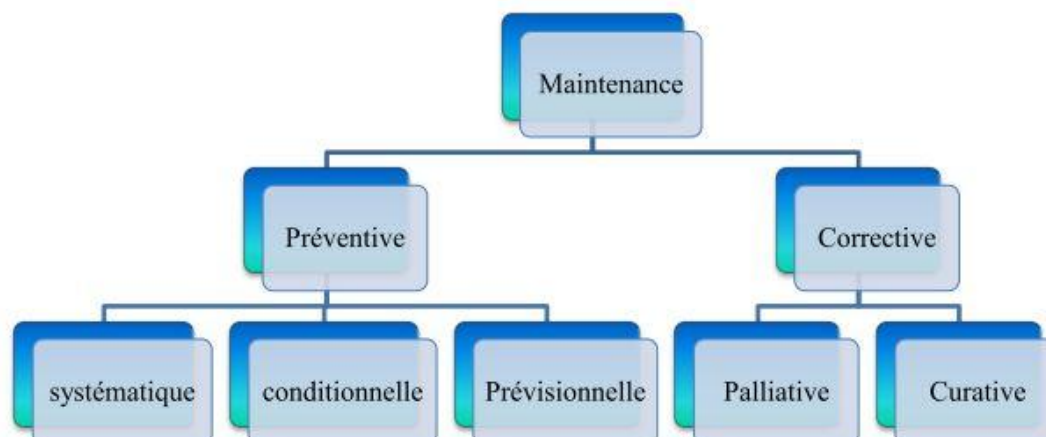 Maintenance
Préventive
Corrective
systématique
conditionnelle
Prévisionnelle
Palliative
Curative